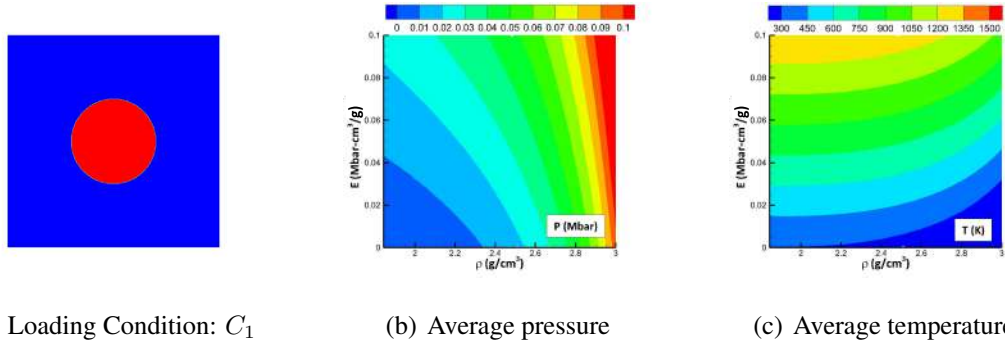 0 0.01 0.02 0.03 0.04 0.05 0.06 0.07 0.08 0.09 0.1
300 450 600 750 900 1050 1200 1350 1500
0.1
0.08
0.06
0.04
0.02
0
E (Mbar-cm³/g)
P (Mbar)
2 2.2 2.4 2.6 2.8 3
ρ (g/cm³)
0.1
0.08
0.06
0.04
0.02
0
E (Mbar-cm³/g)
T (K)
2 2.2 2.4 2.6 2.8 3
ρ (g/cm³)
Loading Condition: C₁
(b) Average pressure
(c) Average temperature